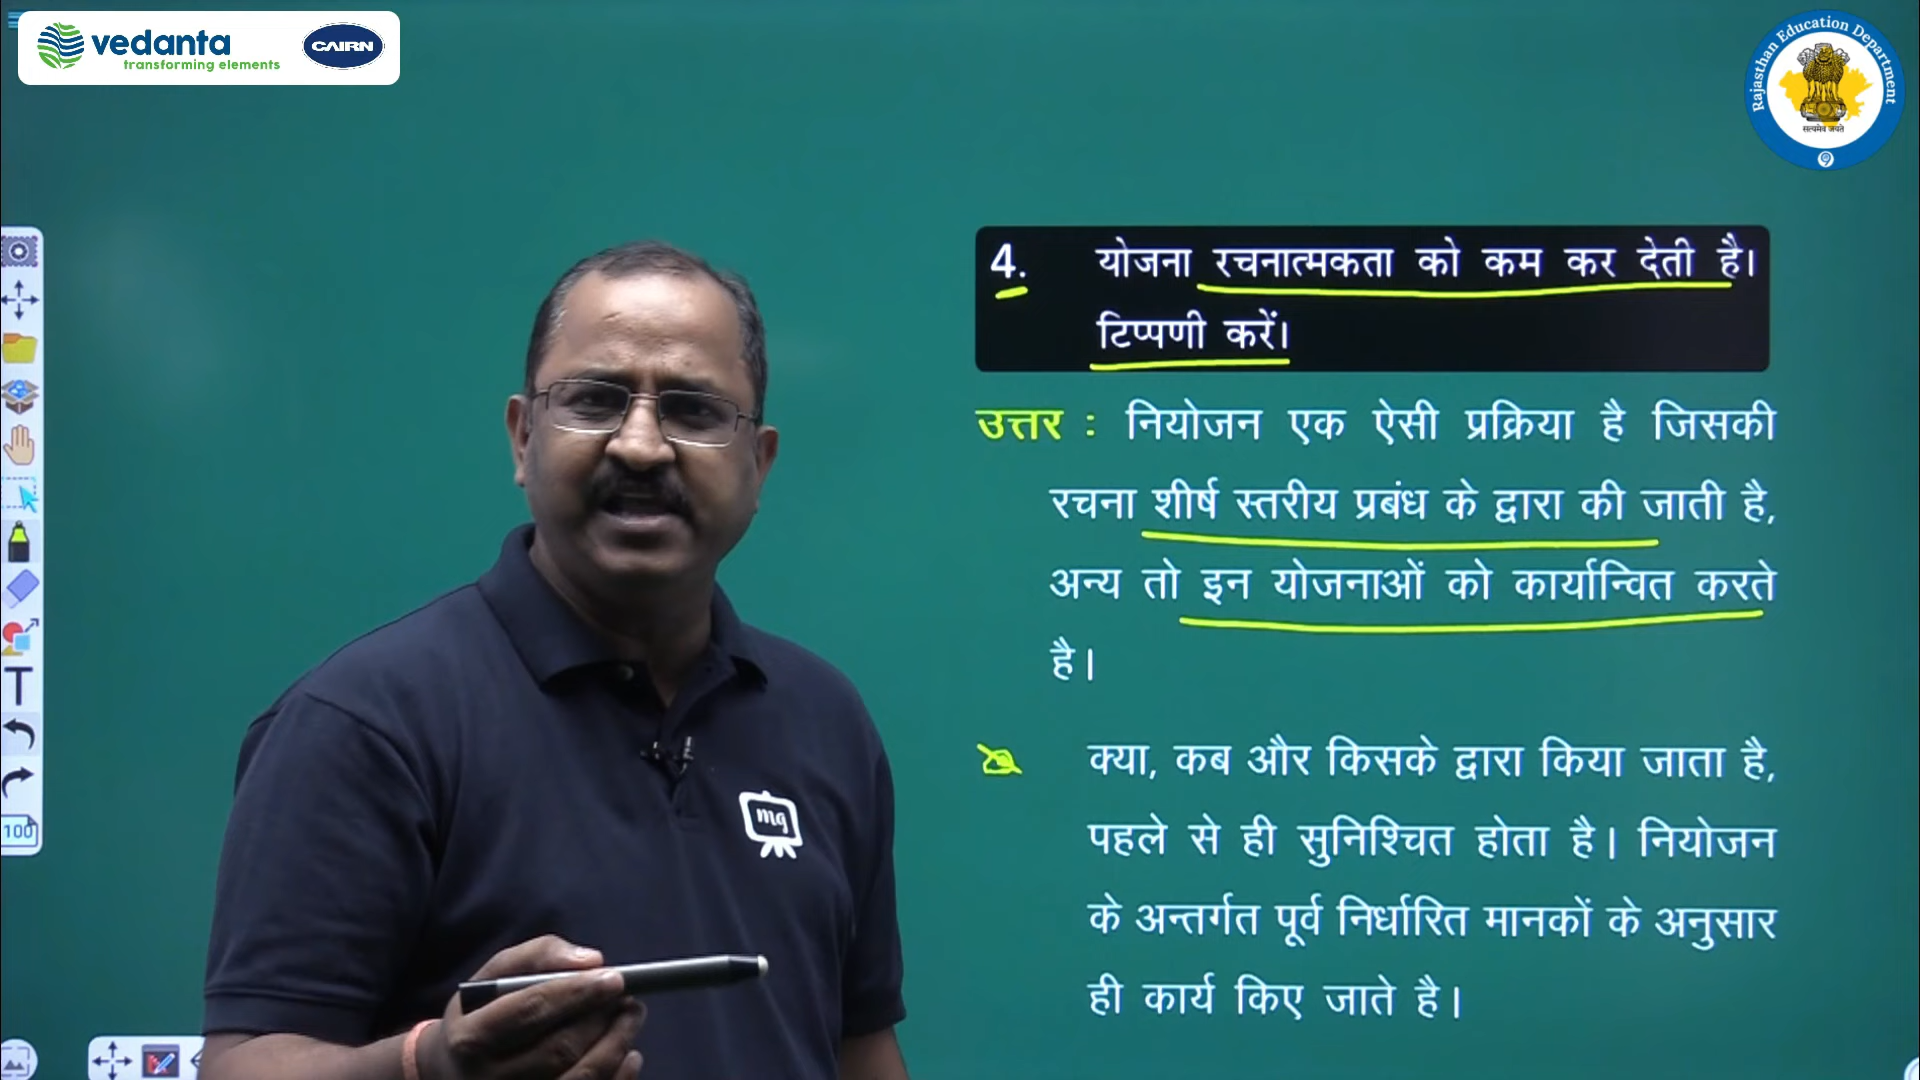 vedanta
transforming elements
CAIRN
Rajasthan Education Department
सत्यमेव जयते
4. योजना रचनात्मकता को कम कर देती है।
टिप्पणी करें।
उत्तर : नियोजन एक ऐसी प्रक्रिया है जिसकी
रचना शीर्ष स्तरीय प्रबंध के द्वारा की जाती है,
अन्य तो इन योजनाओं को कार्यान्वित करते
है।
क्या, कब और किसके द्वारा किया जाता है,
पहले से ही सुनिश्चित होता है। नियोजन
के अन्तर्गत पूर्व निर्धारित मानकों के अनुसार
ही कार्य किए जाते है।
mg
T
100